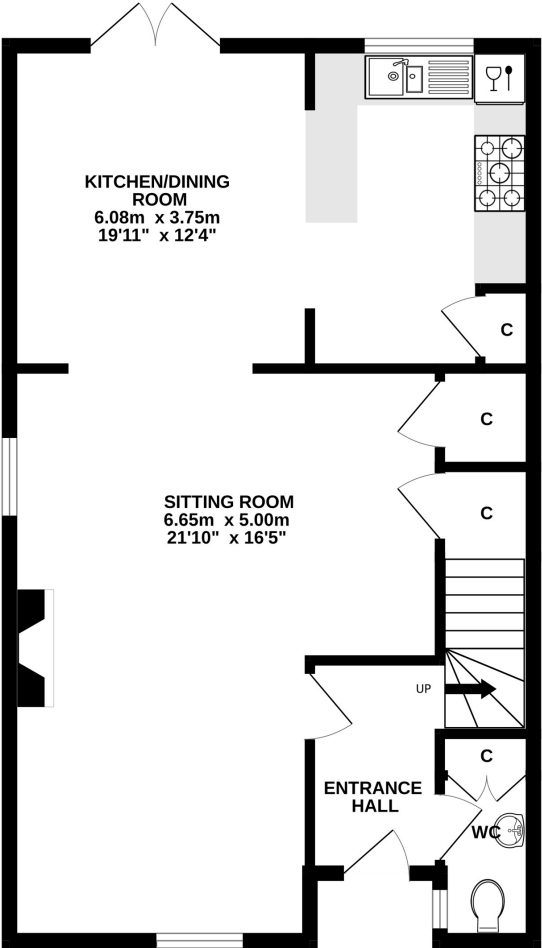 KITCHEN/DINING
ROOM
6.08m x 3.75m
19'11" x 12'4"
C
C
C
SITTING ROOM
6.65m x 5.00m
21'10" x 16'5"
UP
C
ENTRANCE
HALL
WC